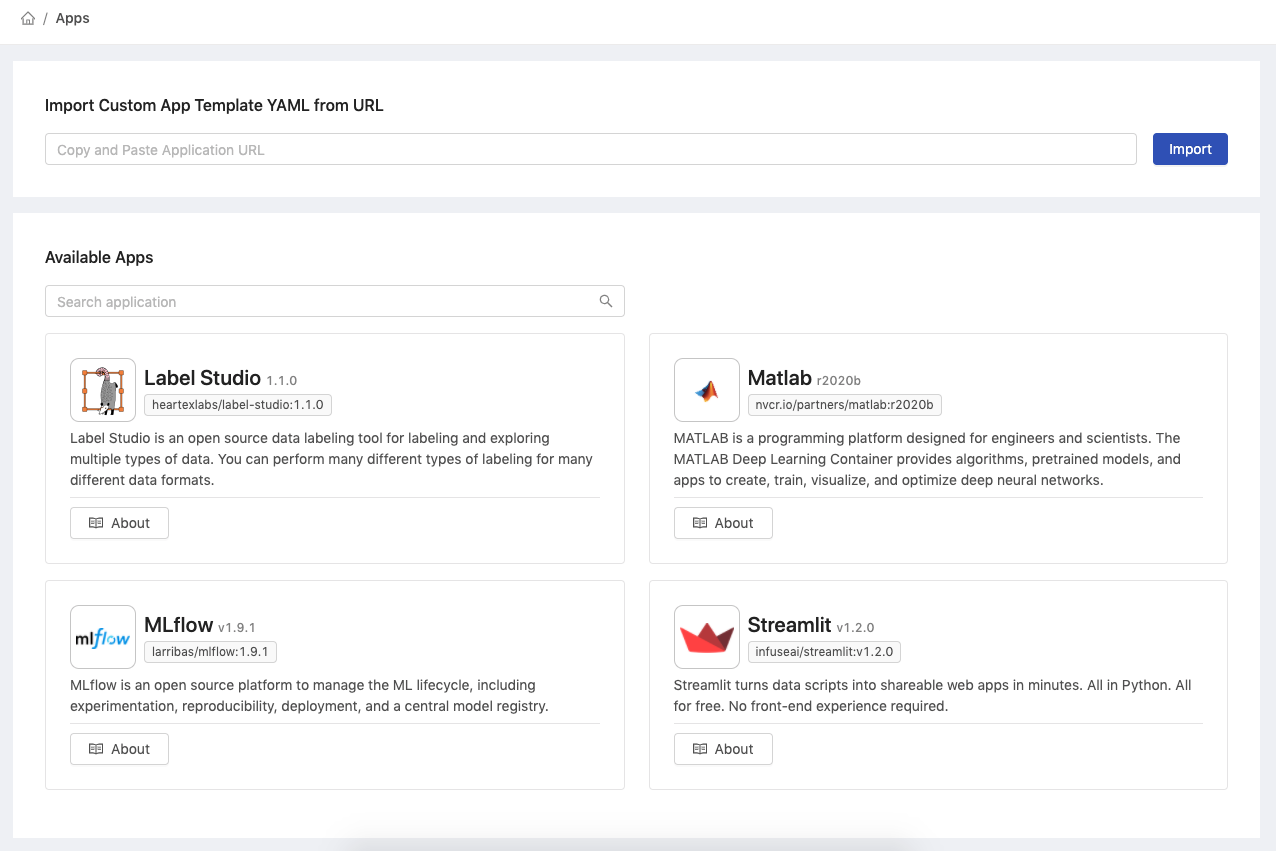 / Apps
Import Custom App Template YAML from URL
Copy and Paste Application URL
Import
Available Apps
Search application
Label Studio 1.1.0
heartexlabs/label-studio:1.1.0
Label Studio is an open source data labeling tool for labeling and exploring
multiple types of data. You can perform many different types of labeling for many
different data formats.
About
Matlab r2020b
nvcr.io/partners/matlab:r2020b
MATLAB is a programming platform designed for engineers and scientists. The
MATLAB Deep Learning Container provides algorithms, pretrained models, and
apps to create, train, visualize, and optimize deep neural networks.
About
mlflow
MLflow v1.9.1
larribas/mlflow:1.9.1
MLflow is an open source platform to manage the ML lifecycle, including
experimentation, reproducibility, deployment, and a central model registry.
About
Streamlit v1.2.0
infuseai/streamlit:v1.2.0
Streamlit turns data scripts into shareable web apps in minutes. All in Python. All
for free. No front-end experience required.
About